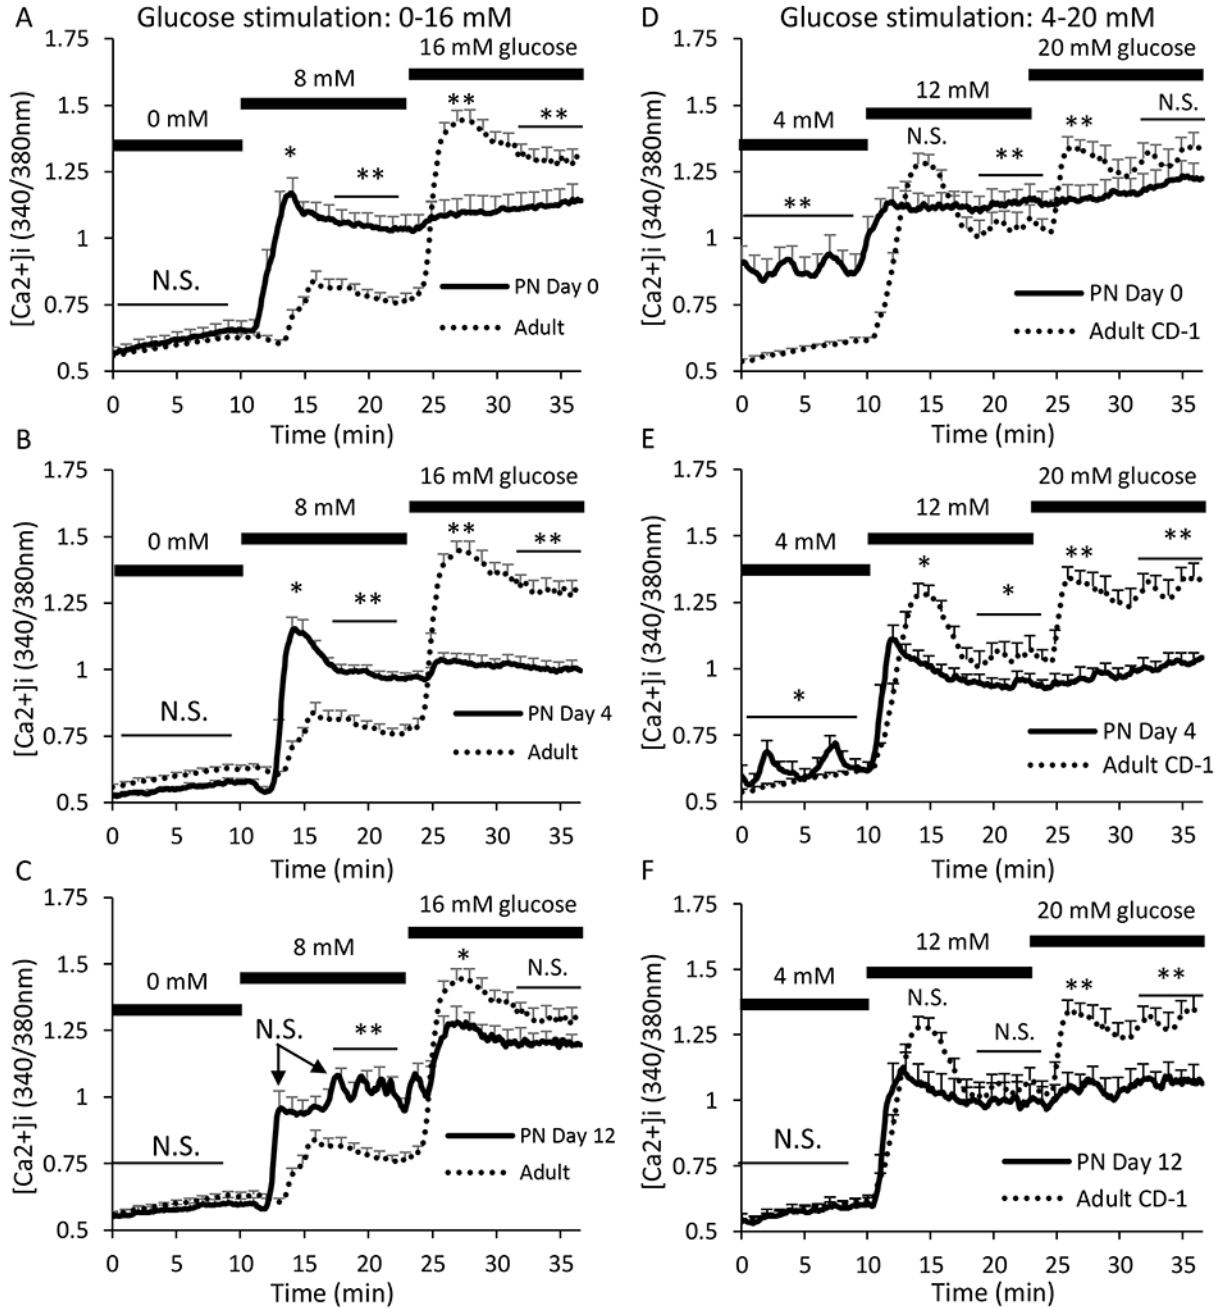 A Glucose stimulation: 0-16 mM
1.75
1.5
1.25
1
0.75
0.5
[Ca2+]i (340/380nm)
16 mM glucose
8 mM
0 mM
**
**
*
**
N.S.
PN Day 0
Adult
0 5 10 15 20 25 30 35
Time (min)
D Glucose stimulation: 4-20 mM
1.75
1.5
1.25
1
0.75
0.5
[Ca2+]i (340/380nm)
20 mM glucose
12 mM
4 mM
N.S.
**
N.S.
**
**
PN Day 0
Adult CD-1
0 5 10 15 20 25 30 35
Time (min)
B
1.75
1.5
1.25
1
0.75
0.5
[Ca2+]i (340/380nm)
16 mM glucose
8 mM
0 mM
**
**
*
**
N.S.
PN Day 4
Adult
0 5 10 15 20 25 30 35
Time (min)
E
1.75
1.5
1.25
1
0.75
0.5
[Ca2+]i (340/380nm)
20 mM glucose
12 mM
4 mM
**
**
*
*
*
PN Day 4
Adult CD-1
0 5 10 15 20 25 30 35
Time (min)
C
1.75
1.5
1.25
1
0.75
0.5
[Ca2+]i (340/380nm)
16 mM glucose
8 mM
0 mM
*
N.S.
N.S.
**
N.S.
PN Day 12
Adult
0 5 10 15 20 25 30 35
Time (min)
F
1.75
1.5
1.25
1
0.75
0.5
[Ca2+]i (340/380nm)
20 mM glucose
12 mM
4 mM
**
**
N.S.
N.S.
N.S.
PN Day 12
Adult CD-1
0 5 10 15 20 25 30 35
Time (min)